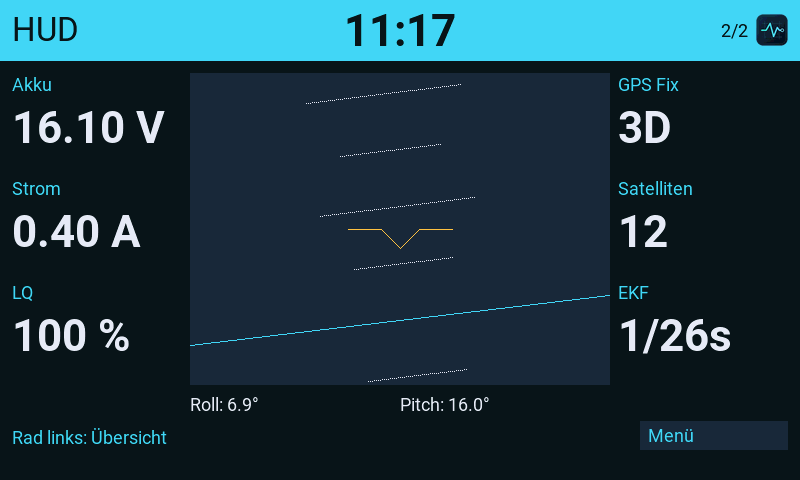 HUD
11:17
2/2
Akku
16.10 V
Strom
0.40 A
LQ
100 %
GPS Fix
3D
Satelliten
12
EKF
1/26s
Roll: 6.9°
Pitch: 16.0°
Rad links: Übersicht
Menü